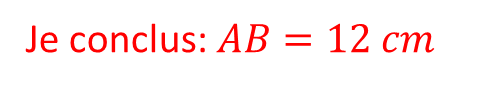 Je conclus: AB = 12 cm